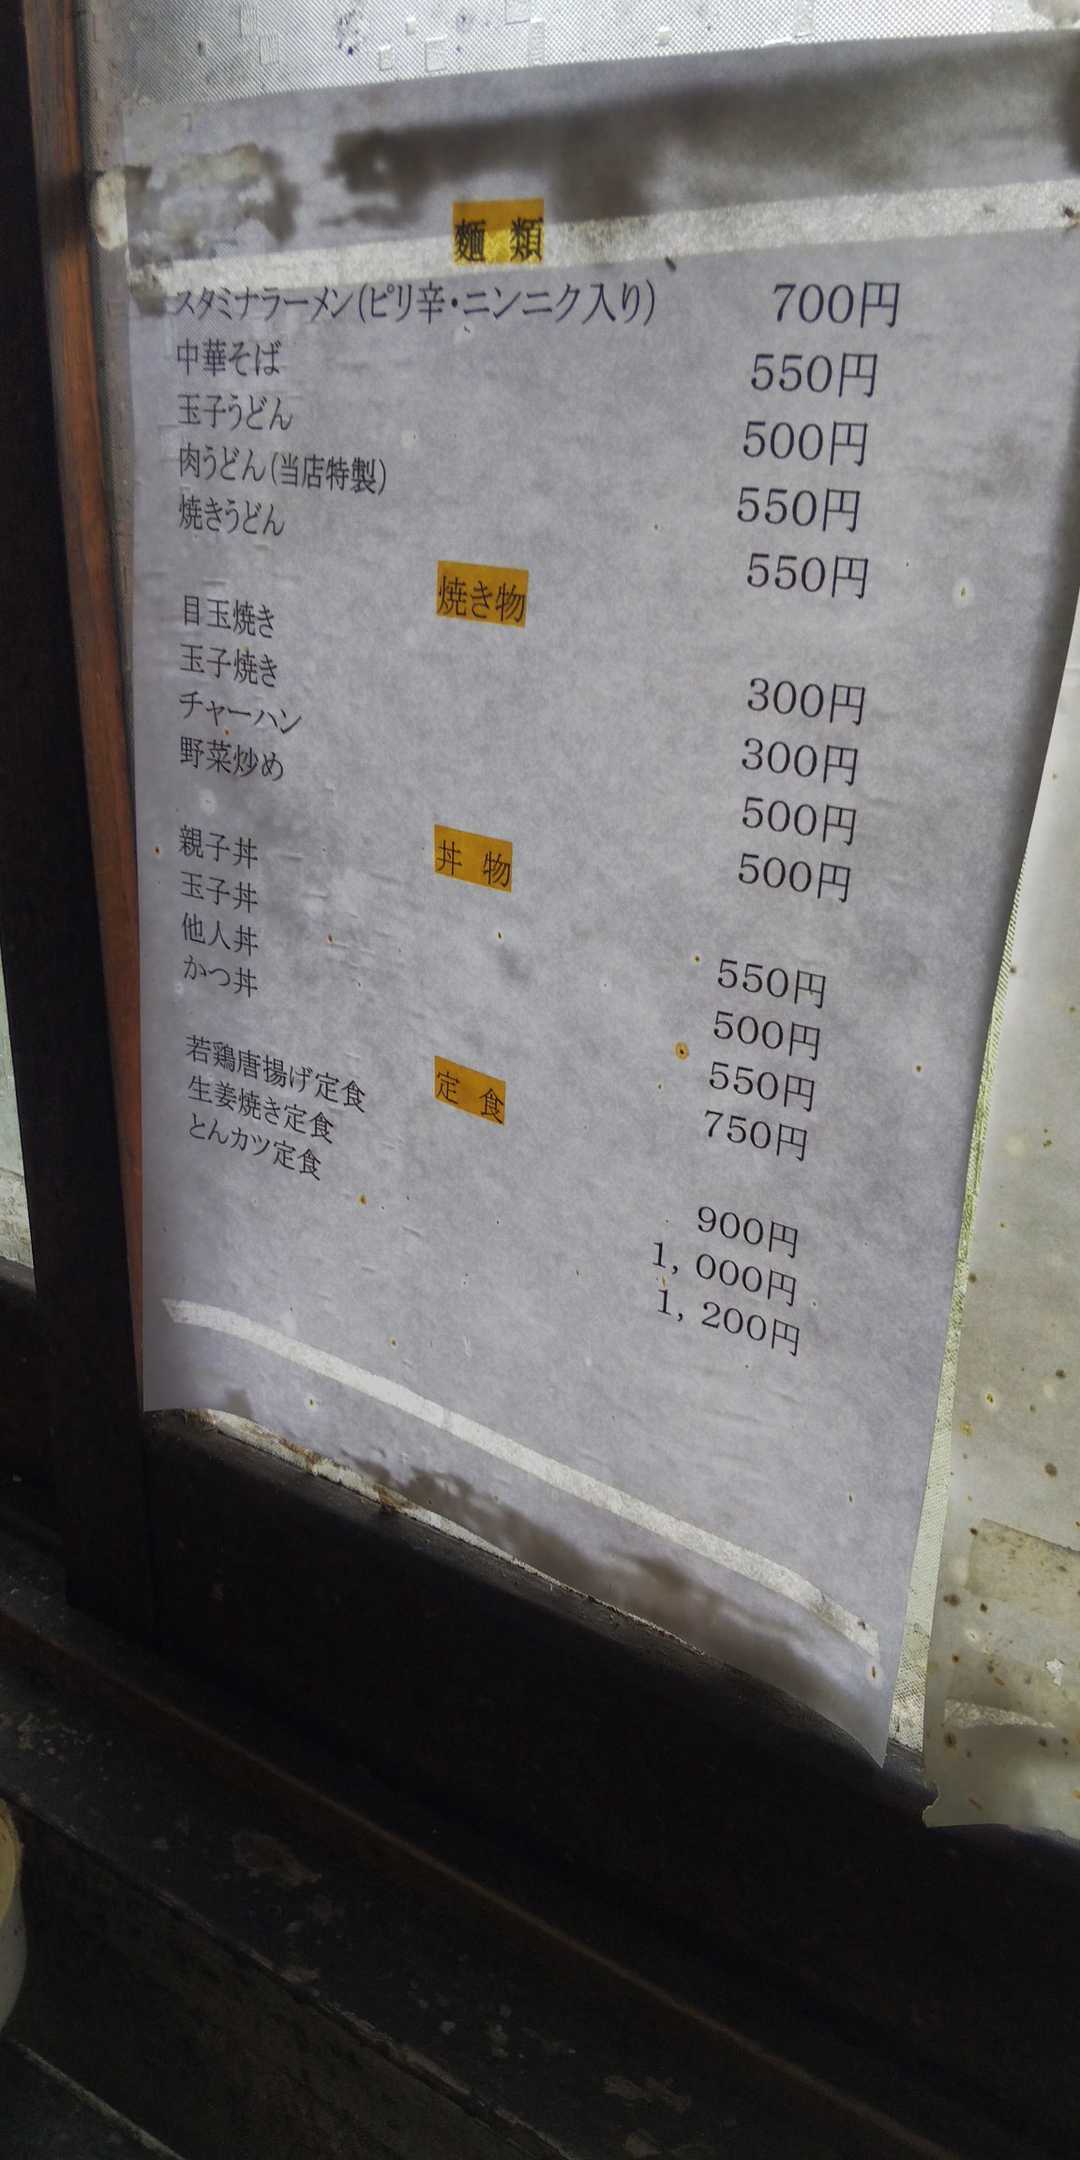 麺 類
スタミナラーメン(ピリ辛・ニンニク入り) 700円
中華そば 550円
玉子うどん 500円
肉うどん(当店特製) 550円
焼きうどん 550円
焼き物
目玉焼き 300円
玉子焼き 300円
チャーハン 500円
野菜炒め 500円
丼 物
親子丼 550円
玉子丼 500円
他人丼 550円
かつ丼 750円
定 食
若鶏唐揚げ定食 900円
生姜焼き定食 1,000円
とんカツ定食 1,200円